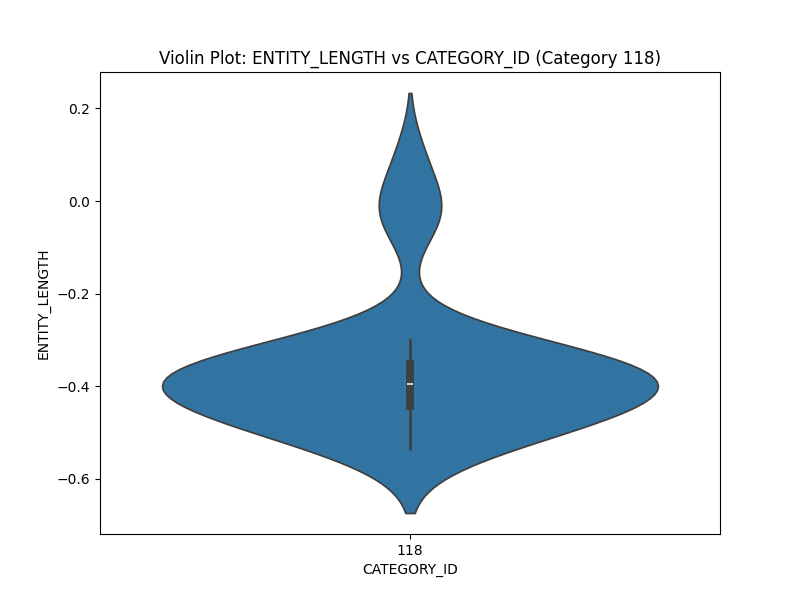 Violin Plot: ENTITY_LENGTH vs CATEGORY_ID (Category 118)
0.2
0.0
−0.2
−0.4
−0.6
ENTITY_LENGTH
118
CATEGORY_ID